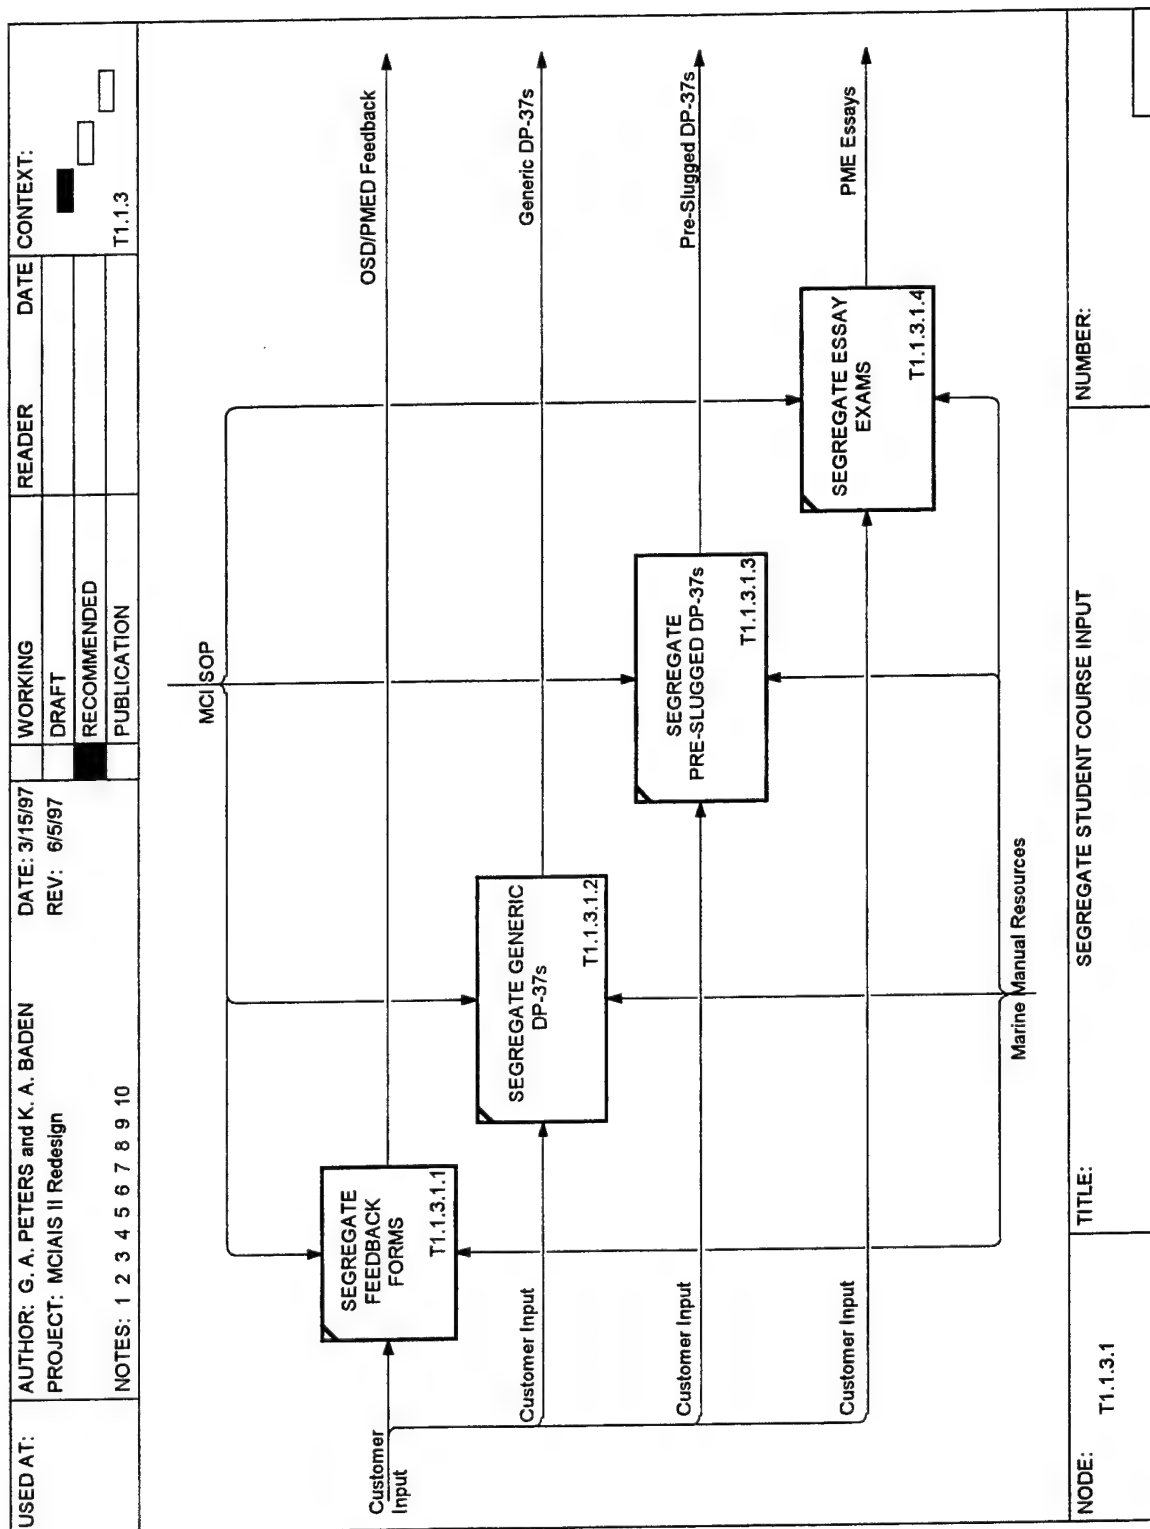 USED AT:
AUTHOR: G. A. PETERS and K. A. BADEN
PROJECT: MCIAIS II Redesign
NOTES: 1 2 3 4 5 6 7 8 9 10
DATE: 3/15/97
REV: 6/5/97
WORKING
DRAFT
RECOMMENDED
PUBLICATION
READER
DATE
CONTEXT:
T1.1.3
MCI SOP
Customer
Input
SEGREGATE
FEEDBACK
FORMS
T1.1.3.1.1
OSD/PMED Feedback
Customer Input
SEGREGATE GENERIC
DP-37s
T1.1.3.1.2
Generic DP-37s
Customer Input
SEGREGATE
PRE-SLUGGED DP-37s
T1.1.3.1.3
Pre-Slugged DP-37s
Customer Input
SEGREGATE ESSAY
EXAMS
T1.1.3.1.4
PME Essays
Marine Manual Resources
NODE:
T1.1.3.1
TITLE:
SEGREGATE STUDENT COURSE INPUT
NUMBER: